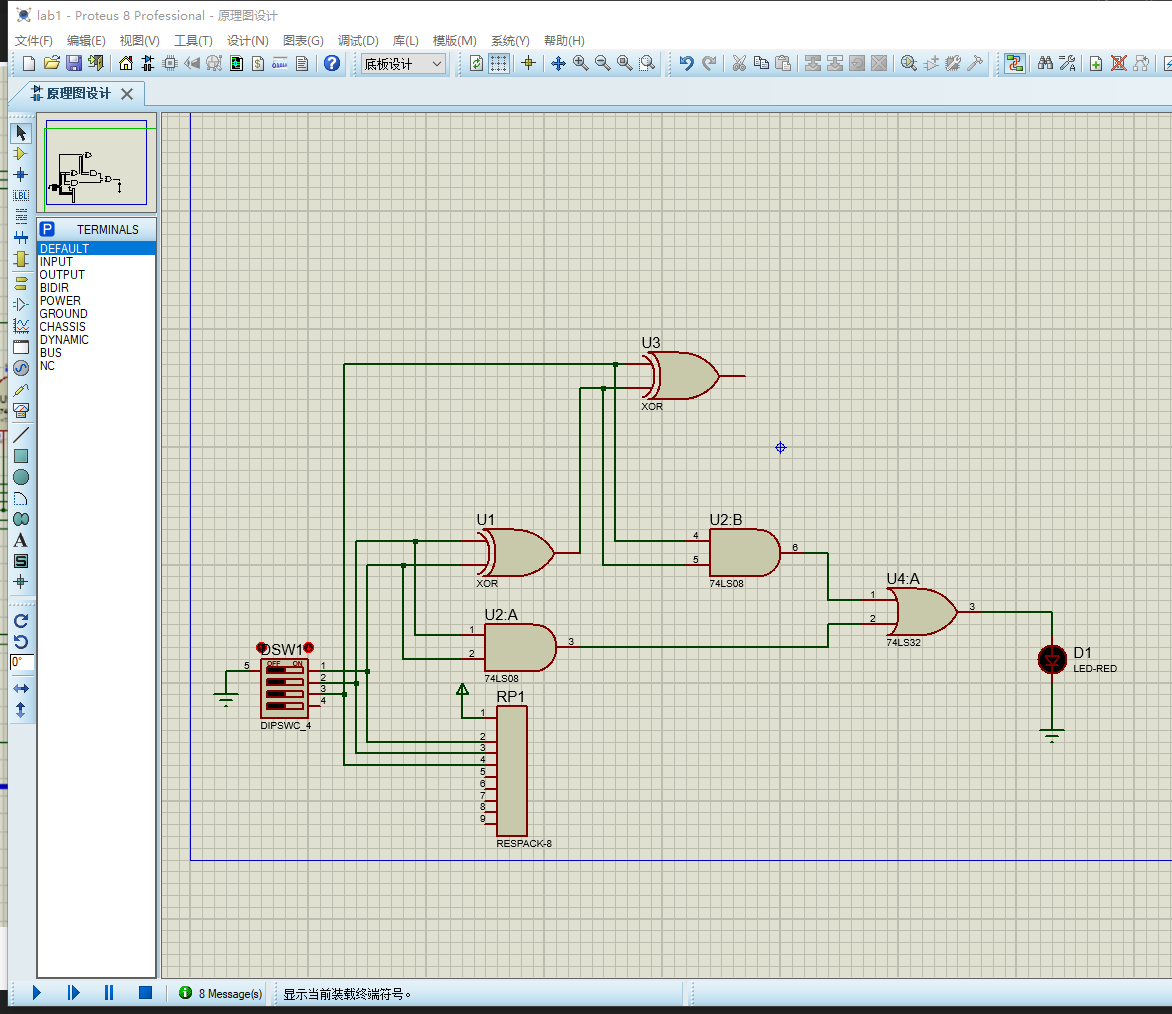 lab1 - Proteus 8 Professional - 原理图设计
文件(F) 编辑(E) 视图(V) 工具(T) 设计(N) 图表(G) 调试(D) 库(L) 模版(M) 系统(Y) 帮助(H)
底板设计
原理图设计
P TERMINALS
DEFAULT
INPUT
OUTPUT
BIDIR
POWER
GROUND
CHASSIS
DYNAMIC
BUS
NC
LBL
A
S
0°
U3
XOR
U1
XOR
U2:B
4
5
6
74LS08
U4:A
1
2
3
74LS32
U2:A
1
2
3
74LS08
DSW1
OFF ON
5
1
2
3
4
DIPSWC_4
D1
LED-RED
RP1
1
2
3
4
5
6
7
8
9
RESPACK-8
8 Message(s)
显示当前装载终端符号。